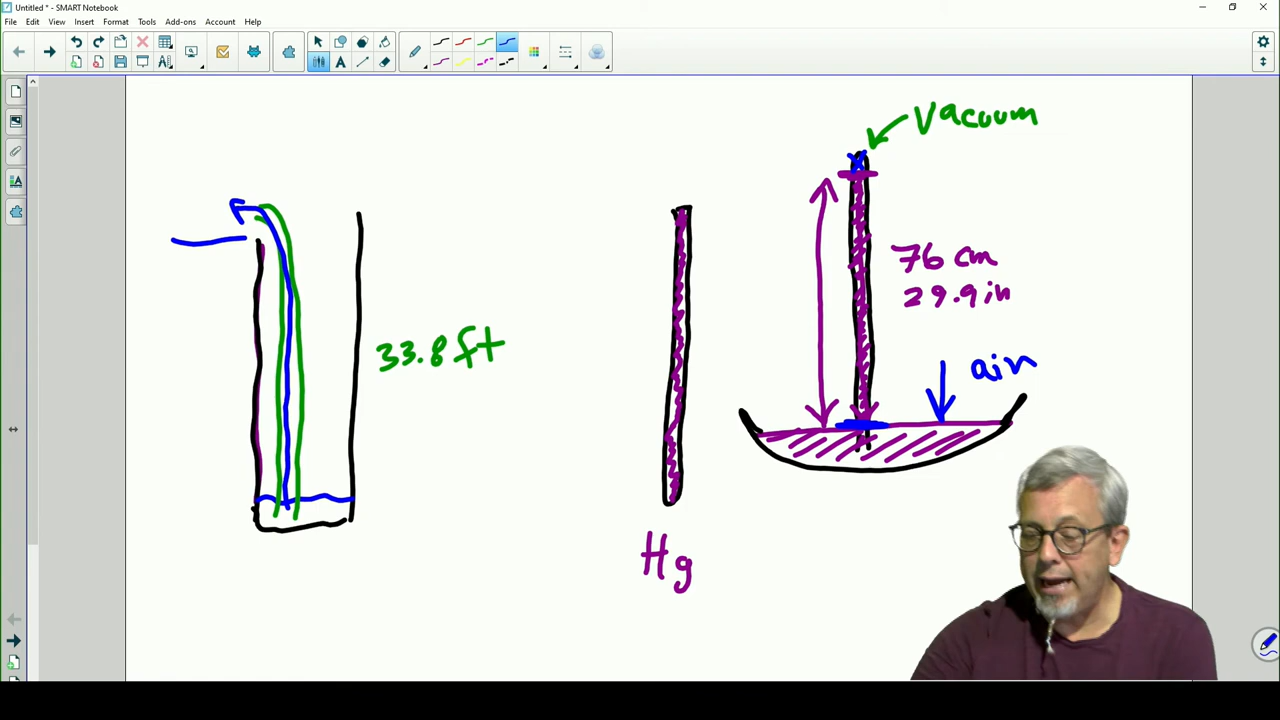 Untitled * - SMART Notebook
File Edit View Insert Format Tools Add-ons Account Help
Vacuum
76 cm
29.9 in
33.8 ft
air
Hg